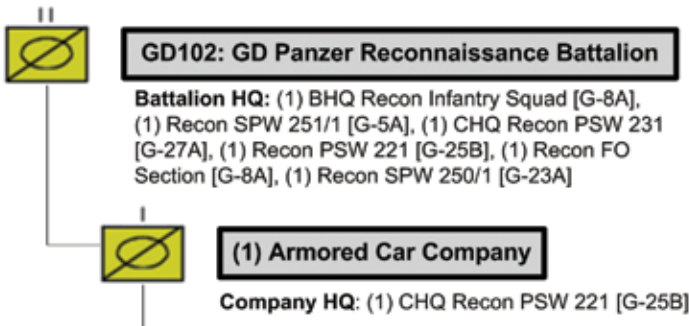 GD102: GD Panzer Reconnaissance Battalion
Battalion HQ: (1) BHQ Recon Infantry Squad [G-8A],
(1) Recon SPW 251/1 [G-5A], (1) CHQ Recon PSW 231
[G-27A], (1) Recon PSW 221 [G-25B], (1) Recon FO
Section [G-8A], (1) Recon SPW 250/1 [G-23A]
(1) Armored Car Company
Company HQ: (1) CHQ Recon PSW 221 [G-25B]